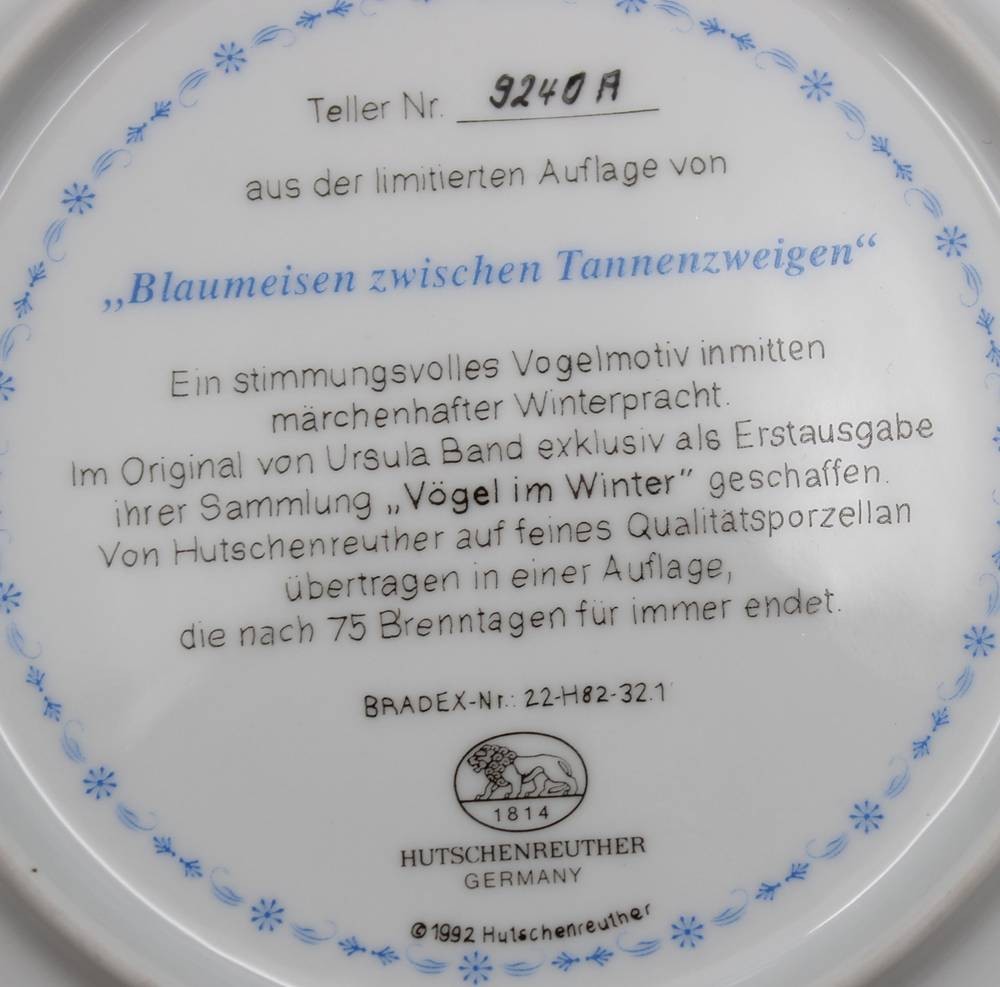 Teller Nr. 9240 A
aus der limitierten Auflage von
„Blaumeisen zwischen Tannenzweigen“
Ein stimmungsvolles Vogelmotiv inmitten
märchenhafter Winterpracht.
Im Original von Ursula Band exklusiv als Erstausgabe
ihrer Sammlung „Vögel im Winter” geschaffen.
Von Hutschenreuther auf feines Qualitätsporzellan
übertragen in einer Auflage,
die nach 75 Brenntagen für immer endet.
BRADEX-Nr.: 22-H82-32.1
1814
HUTSCHENREUTHER
GERMANY
©1992 Hutschenreuther